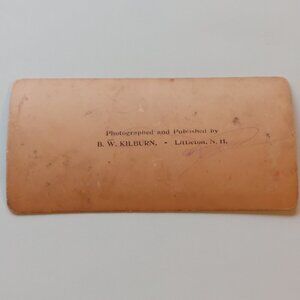 Photographed and Published by
B. W. KILBURN, - Littleton, N. H.